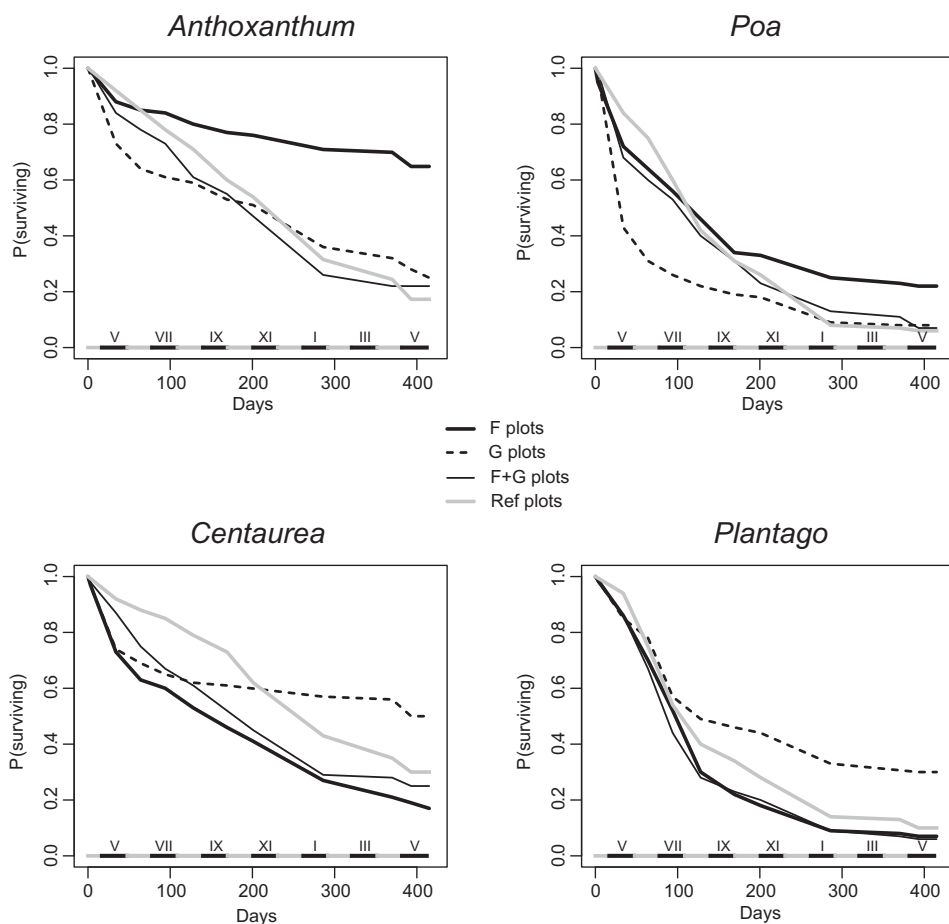 Anthoxanthum
P(surviving)
0.0 0.2 0.4 0.6 0.8 1.0
V VII IX XI I III V
0 100 200 300 400
Days
Poa
P(surviving)
0.0 0.2 0.4 0.6 0.8 1.0
V VII IX XI I III V
0 100 200 300 400
Days
F plots
G plots
F+G plots
Ref plots
Centaurea
P(surviving)
0.0 0.2 0.4 0.6 0.8 1.0
V VII IX XI I III V
0 100 200 300 400
Days
Plantago
P(surviving)
0.0 0.2 0.4 0.6 0.8 1.0
V VII IX XI I III V
0 100 200 300 400
Days